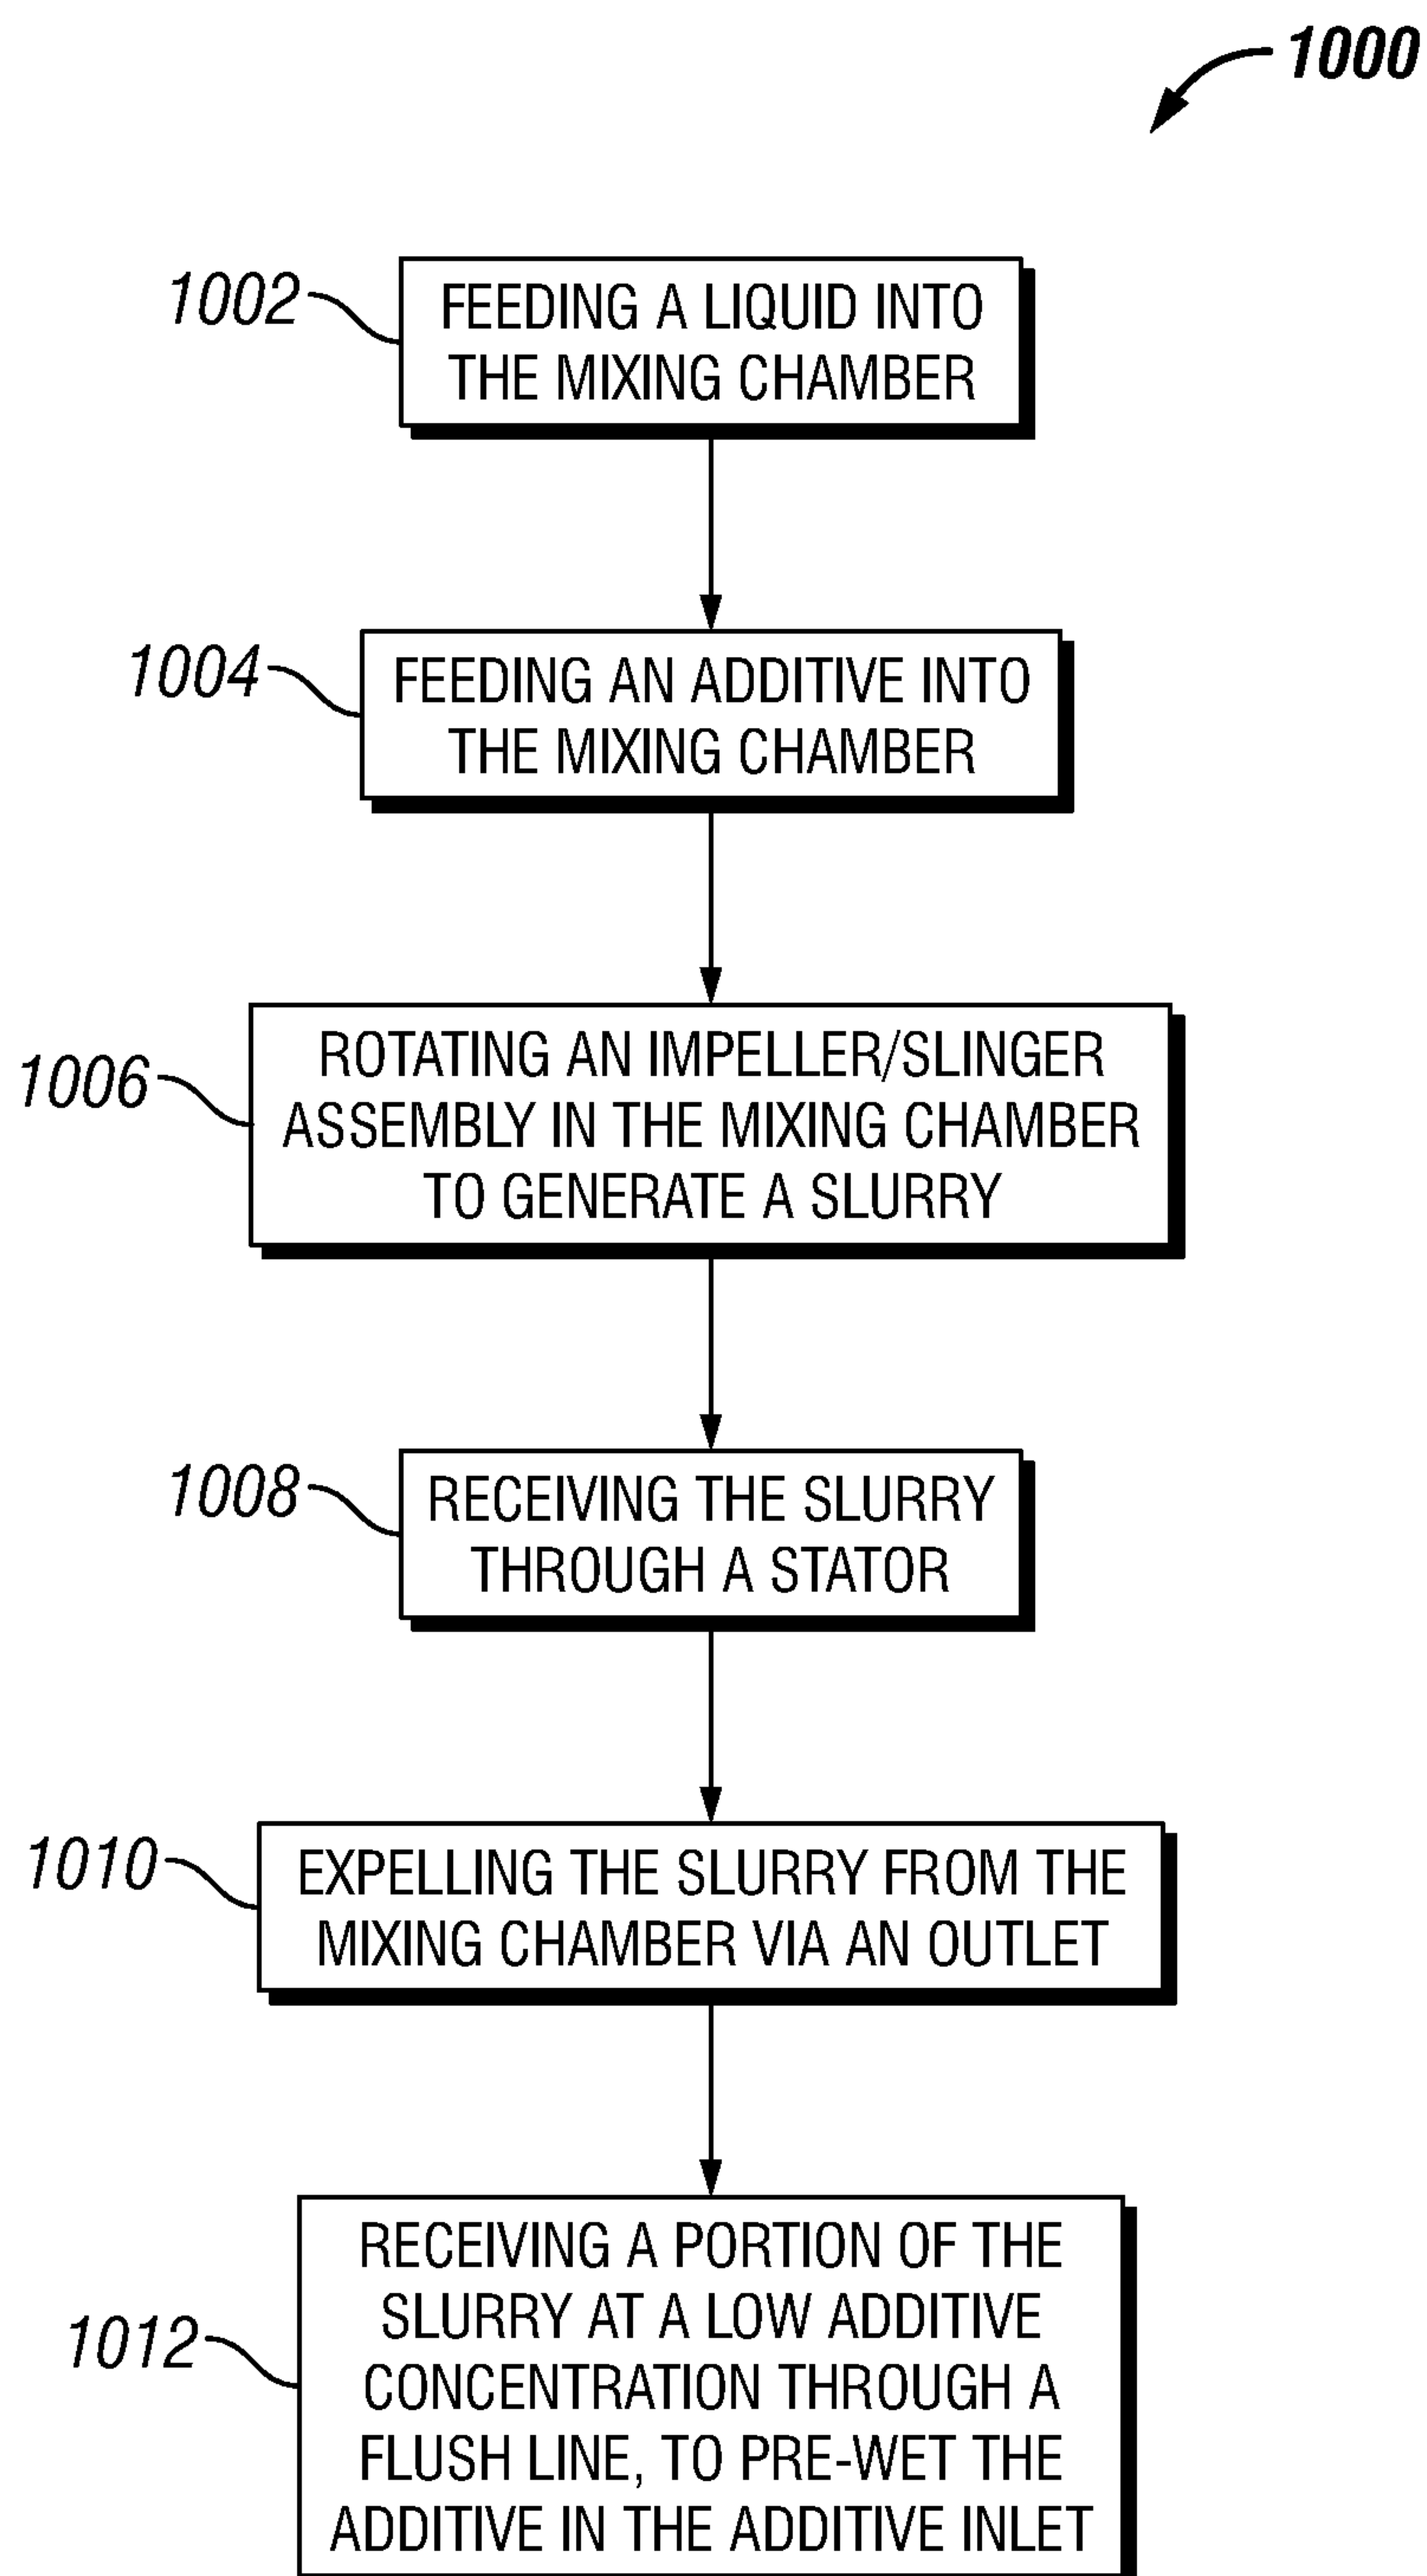 1000
1002
FEEDING A LIQUID INTO
THE MIXING CHAMBER
1004
FEEDING AN ADDITIVE INTO
THE MIXING CHAMBER
1006
ROTATING AN IMPELLER/SLINGER
ASSEMBLY IN THE MIXING CHAMBER
TO GENERATE A SLURRY
1008
RECEIVING THE SLURRY
THROUGH A STATOR
1010
EXPELLING THE SLURRY FROM THE
MIXING CHAMBER VIA AN OUTLET
1012
RECEIVING A PORTION OF THE
SLURRY AT A LOW ADDITIVE
CONCENTRATION THROUGH A
FLUSH LINE, TO PRE-WET THE
ADDITIVE IN THE ADDITIVE INLET